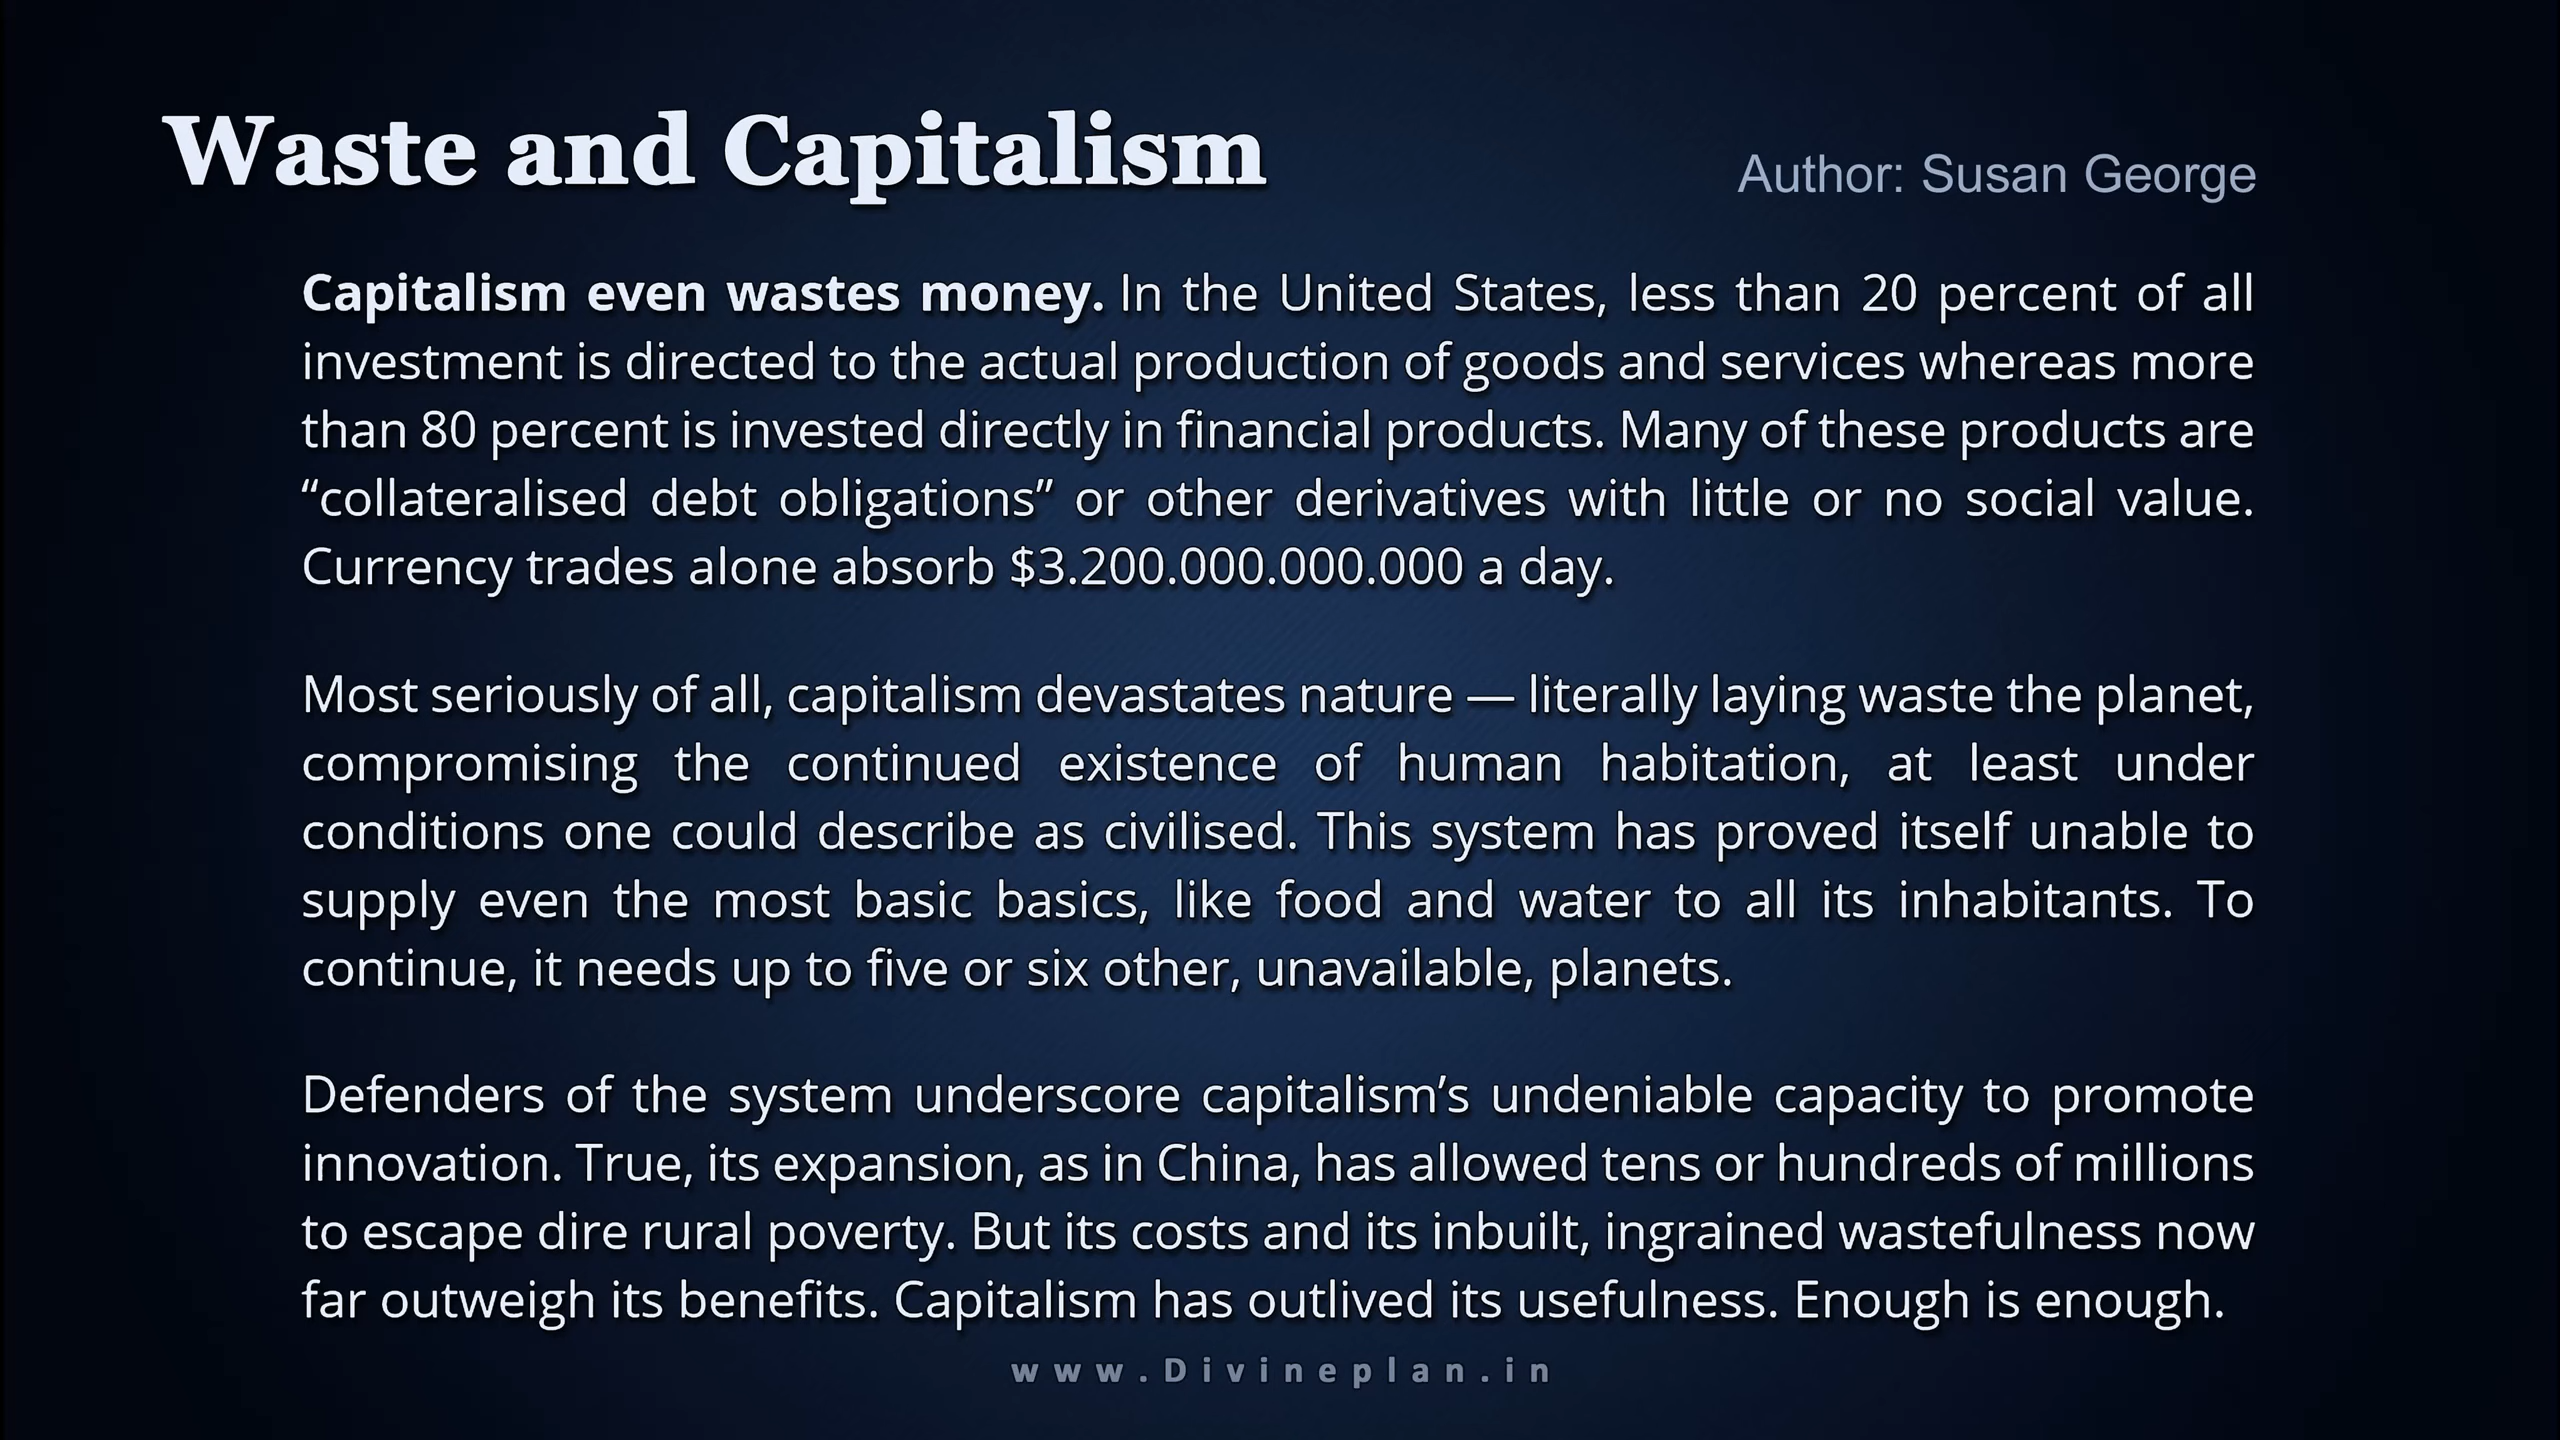 Waste and Capitalism
Author: Susan George
Capitalism even wastes money. In the United States, less than 20 percent of all
investment is directed to the actual production of goods and services whereas more
than 80 percent is invested directly in financial products. Many of these products are
“collateralised debt obligations” or other derivatives with little or no social value.
Currency trades alone absorb $3.200.000.000.000 a day.
Most seriously of all, capitalism devastates nature — literally laying waste the planet,
compromising the continued existence of human habitation, at least under
conditions one could describe as civilised. This system has proved itself unable to
supply even the most basic basics, like food and water to all its inhabitants. To
continue, it needs up to five or six other, unavailable, planets.
Defenders of the system underscore capitalism’s undeniable capacity to promote
innovation. True, its expansion, as in China, has allowed tens or hundreds of millions
to escape dire rural poverty. But its costs and its inbuilt, ingrained wastefulness now
far outweigh its benefits. Capitalism has outlived its usefulness. Enough is enough.
www.Divineplan.in